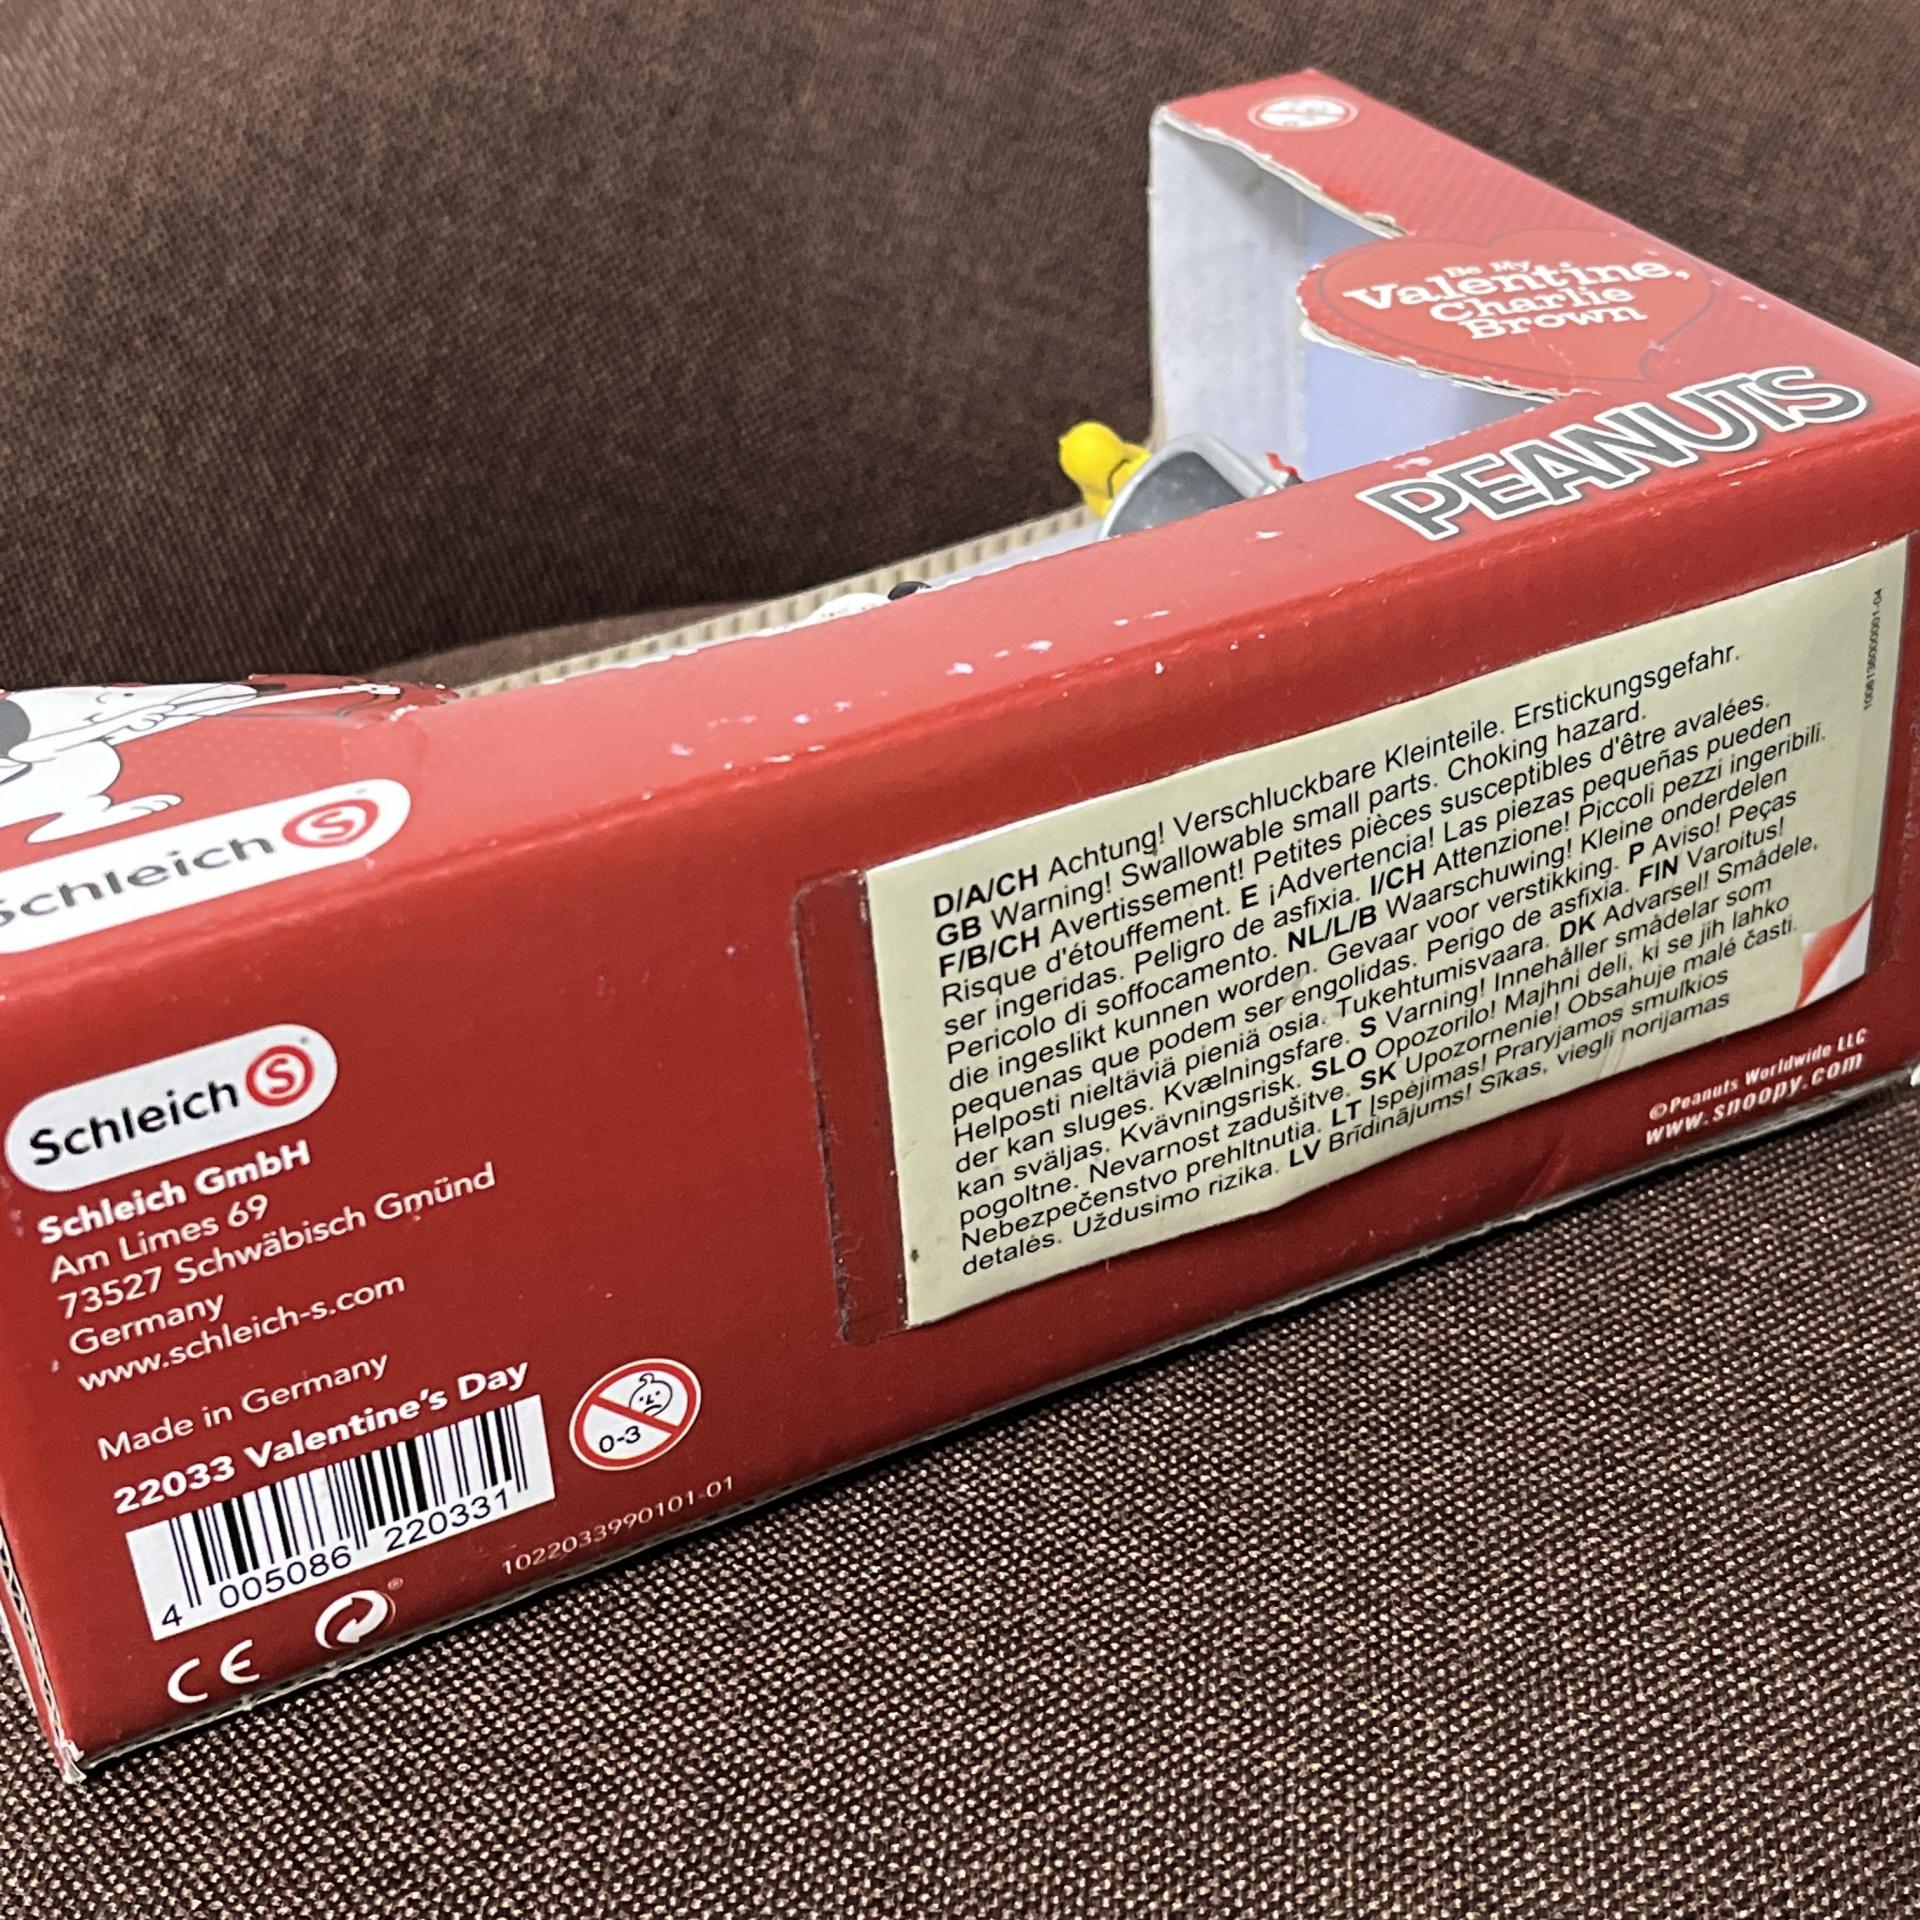 Be My
Valentine,
Charlie
Brown
PEANUTS
Schleich S
Schleich S
Schleich GmbH
Am Limes 69
73527 Schwäbisch Gmünd
Germany
www.schleich-s.com
Made in Germany
22033 Valentine's Day
4 005086 220331
0-3
1022033990101-01
CE
D/A/CH Achtung! Verschluckbare Kleinteile. Erstickungsgefahr.
GB Warning! Swallowable small parts. Choking hazard.
F/B/CH Avertissement! Petites pièces susceptibles d'être avalées.
Risque d'étouffement. E ¡Advertencia! Las piezas pequeñas pueden
ser ingeridas. Peligro de asfixia. I/CH Attenzione! Piccoli pezzi ingeribili.
Pericolo di soffocamento. NL/L/B Waarschuwing! Kleine onderdelen
die ingeslikt kunnen worden. Gevaar voor verstikking. P Aviso! Peças
pequenas que podem ser engolidas. Perigo de asfixia. FIN Varoitus!
Helposti nieltäviä pieniä osia. Tukehtumisvaara. DK Advarsel! Smådele,
der kan sluges. Kvælningsfare. S Varning! Innehåller smådelar som
kan sväljas. Kvävningsrisk. SLO Opozorilo! Majhni deli, ki se jih lahko
pogoltne. Nevarnost zadušitve. SK Upozornenie! Obsahuje malé časti.
Nebezpečenstvo prehltnutia. LT Įspėjimas! Praryjamos smulkios
detalės. Uždusimo rizika. LV Brīdinājums! Sīkas, viegli norijamas
©Peanuts Worldwide LLC
www.snoopy.com